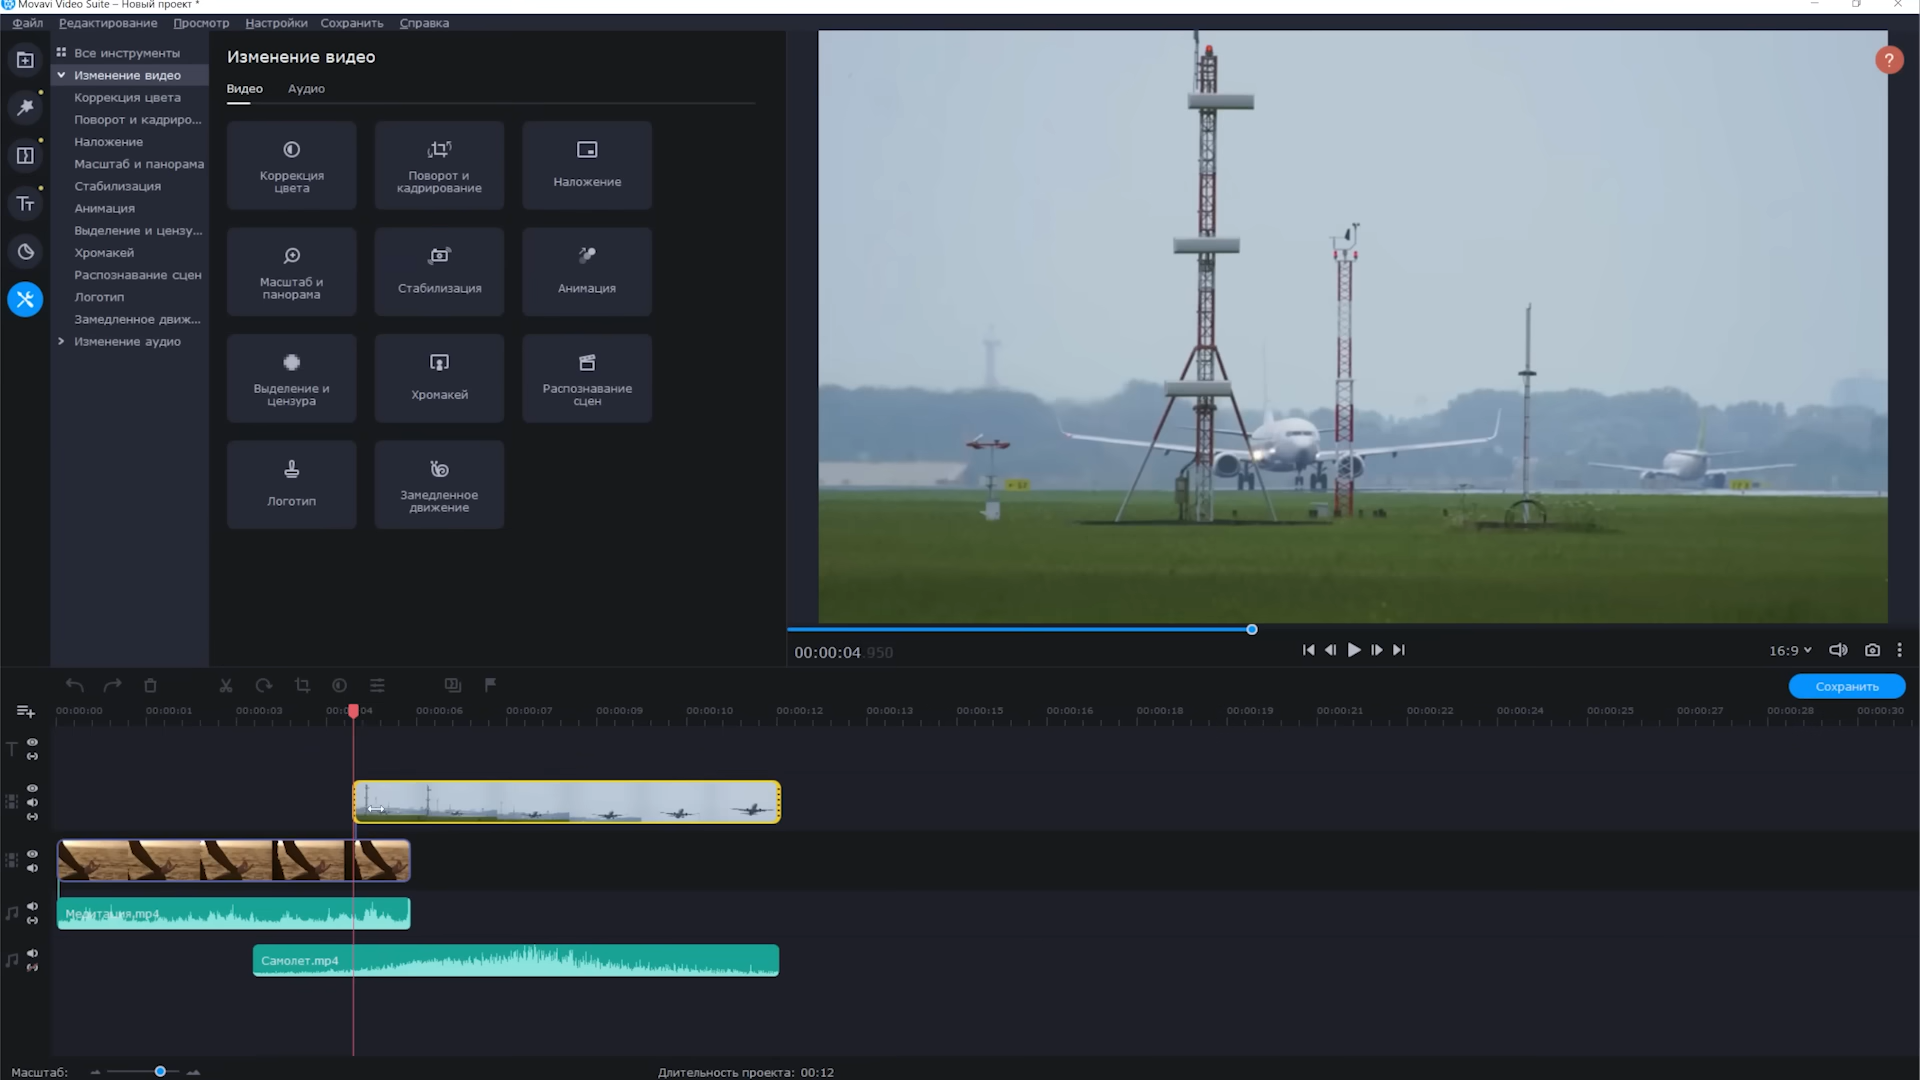 Movavi Video Suite – Новый проект *
Файл Редактирование Просмотр Настройки Сохранить Справка
Все инструменты
Изменение видео
Коррекция цвета
Поворот и кадриро...
Наложение
Масштаб и панорама
Стабилизация
Анимация
Выделение и цензу...
Хромакей
Распознавание сцен
Логотип
Замедленное движ...
Изменение аудио
Изменение видео
Видео Аудио
Коррекция
цвета
Поворот и
кадрирование
Наложение
Масштаб и
панорама
Стабилизация
Анимация
Выделение и
цензура
Хромакей
Распознавание
сцен
Логотип
Замедленное
движение
?
00:00:04.950
16:9
Сохранить
00:00:00 00:00:01 00:00:03 00:00:04 00:00:06 00:00:07 00:00:09 00:00:10 00:00:12 00:00:13 00:00:15 00:00:16 00:00:18 00:00:19 00:00:21 00:00:22 00:00:24 00:00:25 00:00:27 00:00:28 00:00:30
Медитация.mp4
Самолет.mp4
Масштаб:
Длительность проекта: 00:12